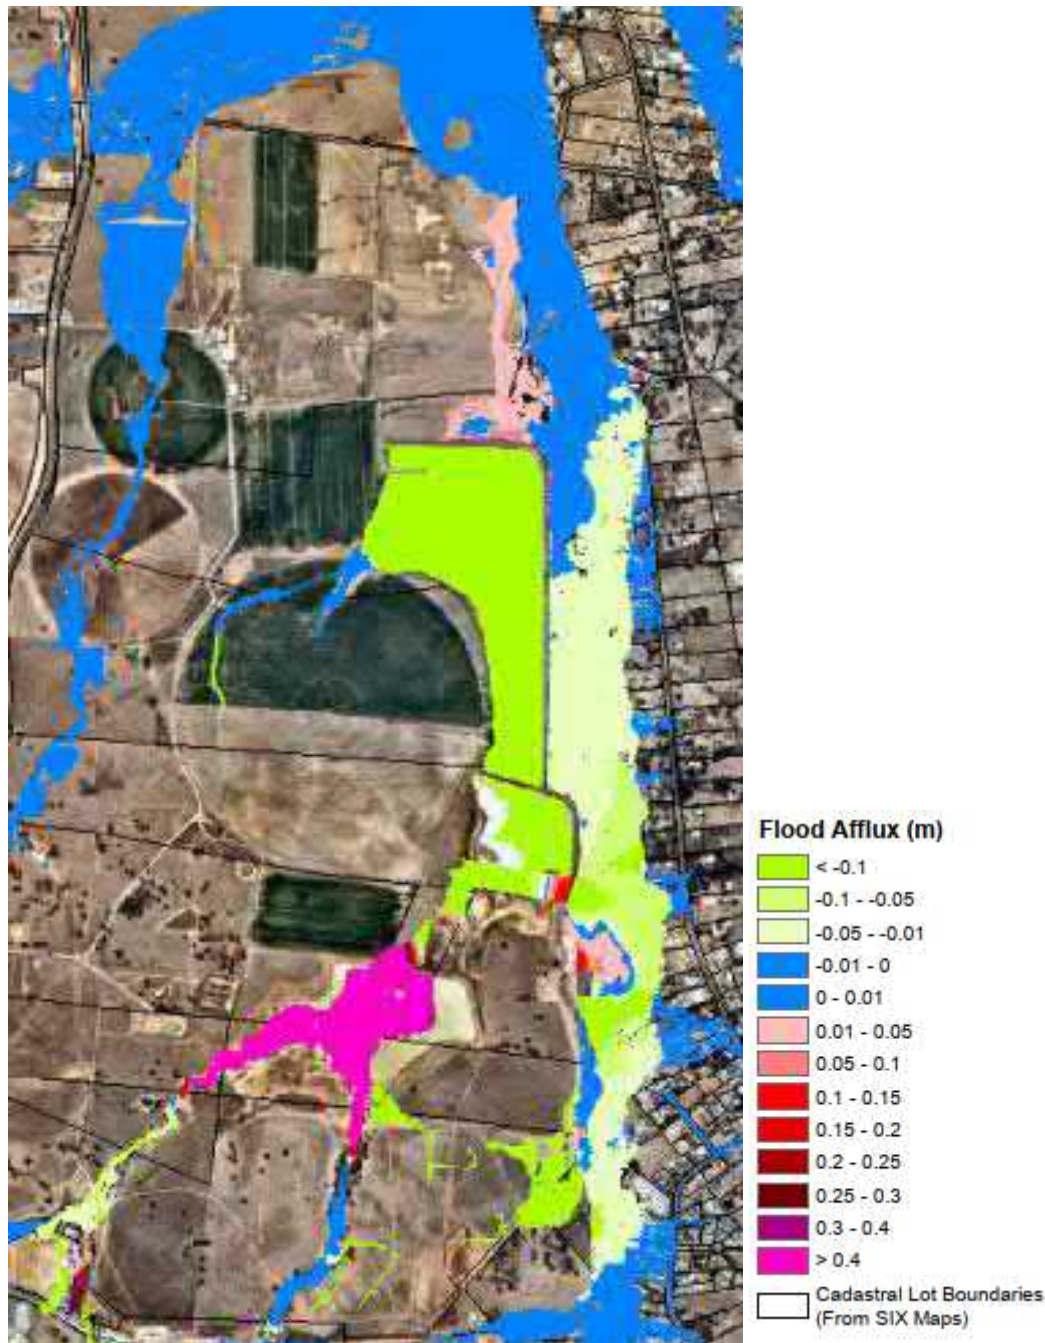 Flood Afflux (m)
< -0.1
-0.1 - -0.05
-0.05 - -0.01
-0.01 - 0
0 - 0.01
0.01 - 0.05
0.05 - 0.1
0.1 - 0.15
0.15 - 0.2
0.2 - 0.25
0.25 - 0.3
0.3 - 0.4
> 0.4
Cadastral Lot Boundaries
(From SIX Maps)